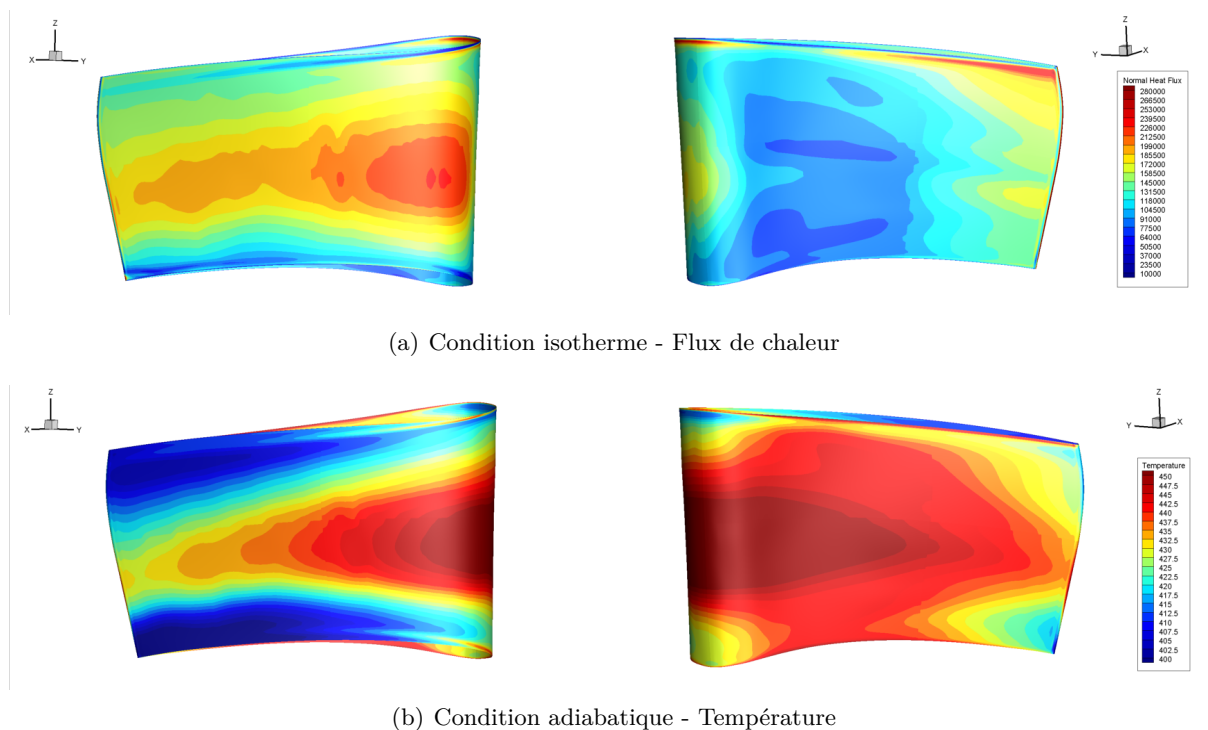 Z
X
Y
Z
Y
X
Normal Heat Flux
280000
266500
253000
239500
226000
212500
199000
185500
172000
158500
145000
131500
118000
104500
91000
77500
64000
50500
37000
23500
10000
(a) Condition isotherme - Flux de chaleur
Z
X
Y
Z
Y
X
Temperature
450
447.5
445
442.5
440
437.5
435
432.5
430
427.5
425
422.5
420
417.5
415
412.5
410
407.5
405
402.5
400
(b) Condition adiabatique - Température